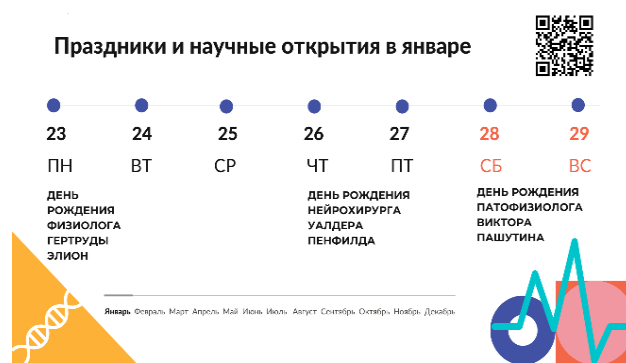 Праздники и научные открытия в январе
23 24 25 26 27 28 29
ПН ВТ СР ЧТ ПТ СБ ВС
ДЕНЬ
РОЖДЕНИЯ
ФИЗИОЛОГА
ГЕРТРУДЫ
ЭЛИОН
ДЕНЬ РОЖДЕНИЯ
НЕЙРОХИРУРГА
УАЛДЕРА
ПЕНФИЛДА
ДЕНЬ РОЖДЕНИЯ
ПАТОФИЗИОЛОГА
ВИКТОРА
ПАШУТИНА
Январь Февраль Март Апрель Май Июнь Июль Август Сентябрь Октябрь Ноябрь Декабрь